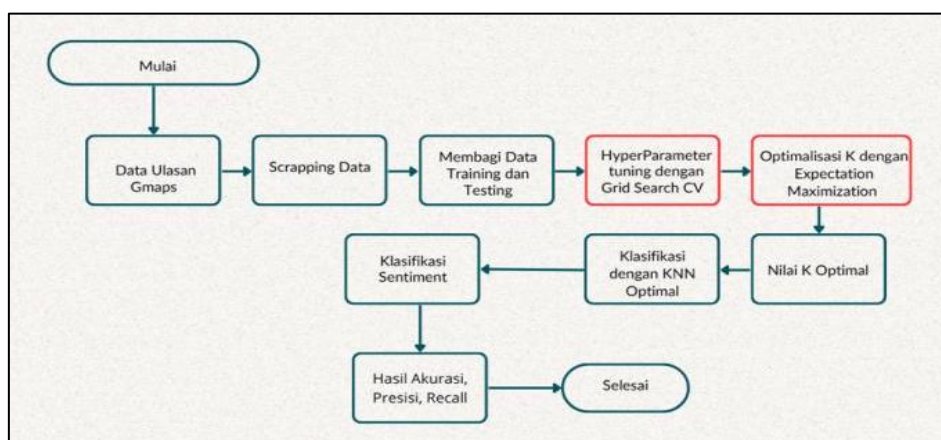 Mulai
Data Ulasan
Gmaps
Scrapping Data
Membagi Data
Training dan
Testing
HyperParameter
tuning dengan
Grid Search CV
Optimalisasi K dengan
Expectation
Maximization
Nilai K Optimal
Klasifikasi
dengan KNN
Optimal
Klasifikasi
Sentiment
Hasil Akurasi,
Presisi, Recall
Selesai